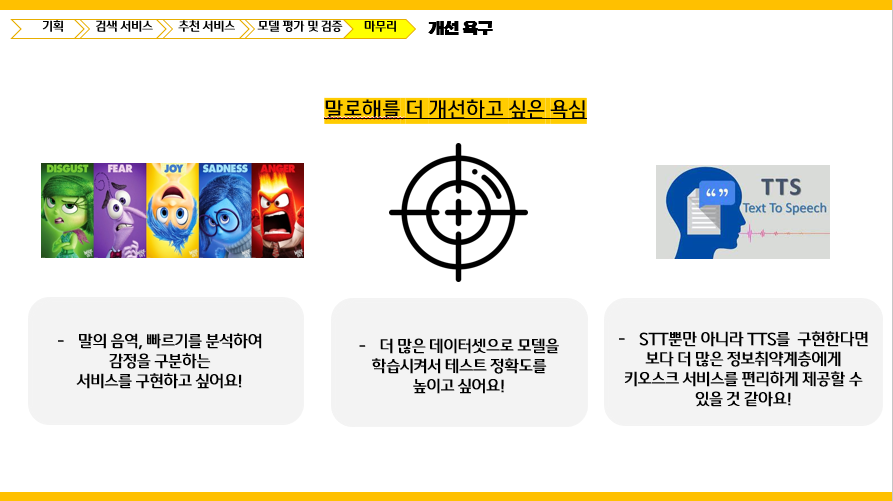 기획
검색 서비스
추천 서비스
모델 평가 및 검증
마무리
개선 욕구
말로해를 더 개선하고 싶은 욕심
DISGUST
FEAR
JOY
SADNESS
ANGER
TTS
Text To Speech
- 말의 음역, 빠르기를 분석하여
감정을 구분하는
서비스를 구현하고 싶어요!
- 더 많은 데이터셋으로 모델을
학습시켜서 테스트 정확도를
높이고 싶어요!
- STT뿐만 아니라 TTS를 구현한다면
보다 더 많은 정보취약계층에게
키오스크 서비스를 편리하게 제공할 수
있을 것 같아요!